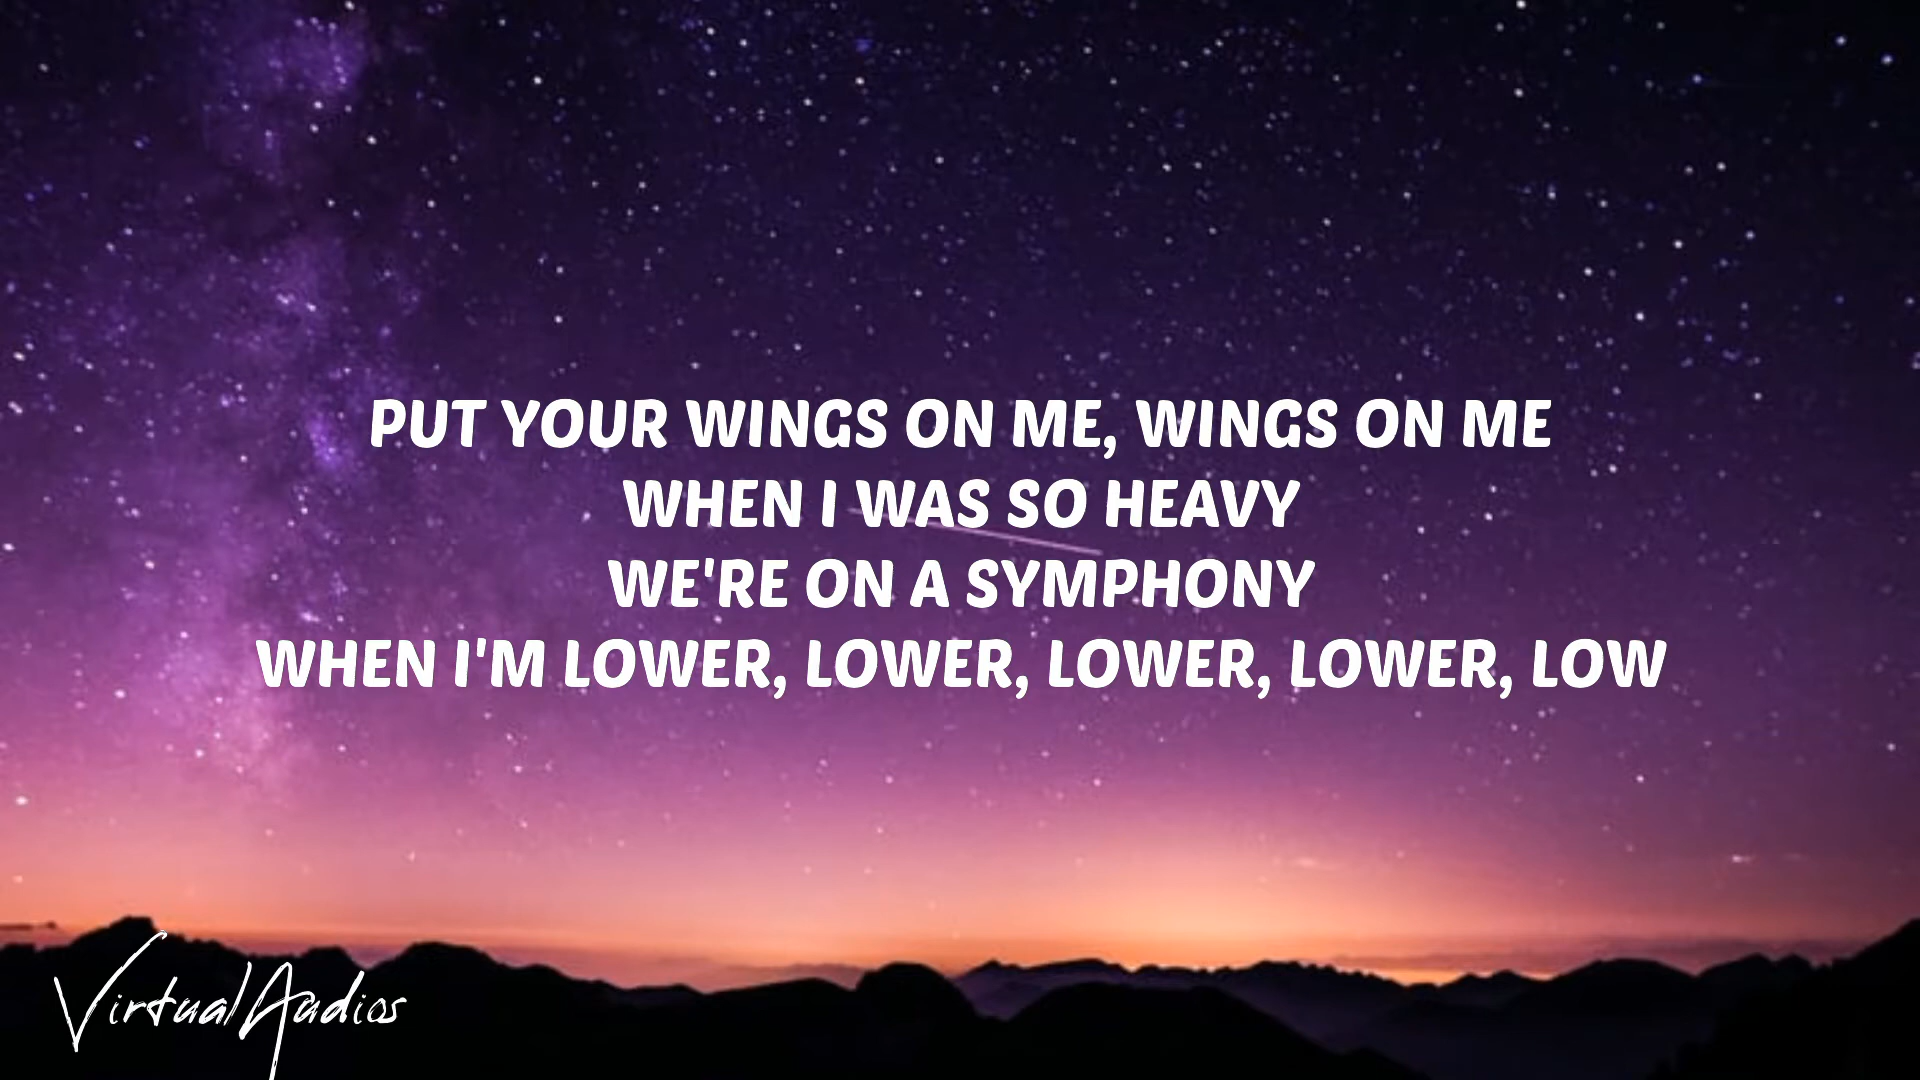 PUT YOUR WINGS ON ME, WINGS ON ME
WHEN I WAS SO HEAVY
WE'RE ON A SYMPHONY
WHEN I'M LOWER, LOWER, LOWER, LOWER, LOW
VirtualAudios